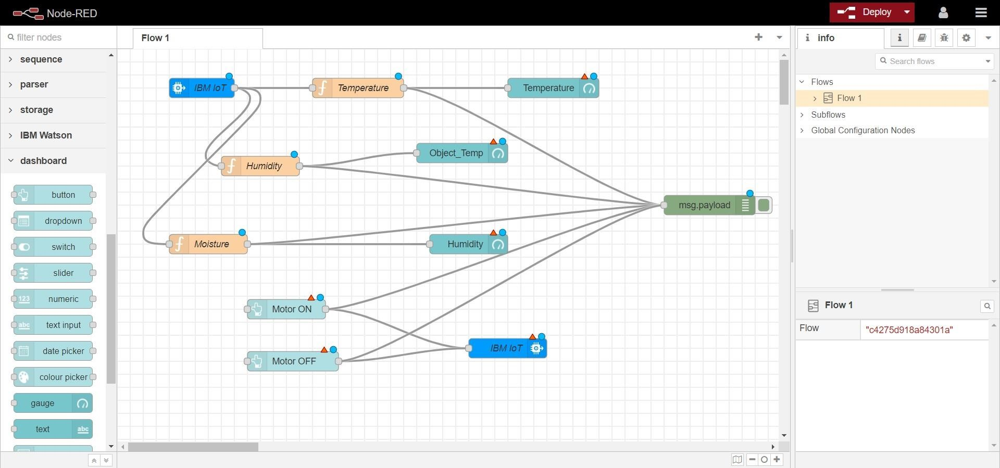 Node-RED
Deploy
filter nodes
Flow 1
info
sequence
parser
storage
IBM Watson
dashboard
button
dropdown
switch
slider
123 numeric
abc text input
date picker
colour picker
gauge
text abc
IBM IoT
Temperature
Temperature
Humidity
Object_Temp
msg.payload
Moisture
Humidity
Motor ON
Motor OFF
IBM IoT
Search flows
Flows
Flow 1
Subflows
Global Configuration Nodes
Flow 1
Flow "c4275d918a84301a"